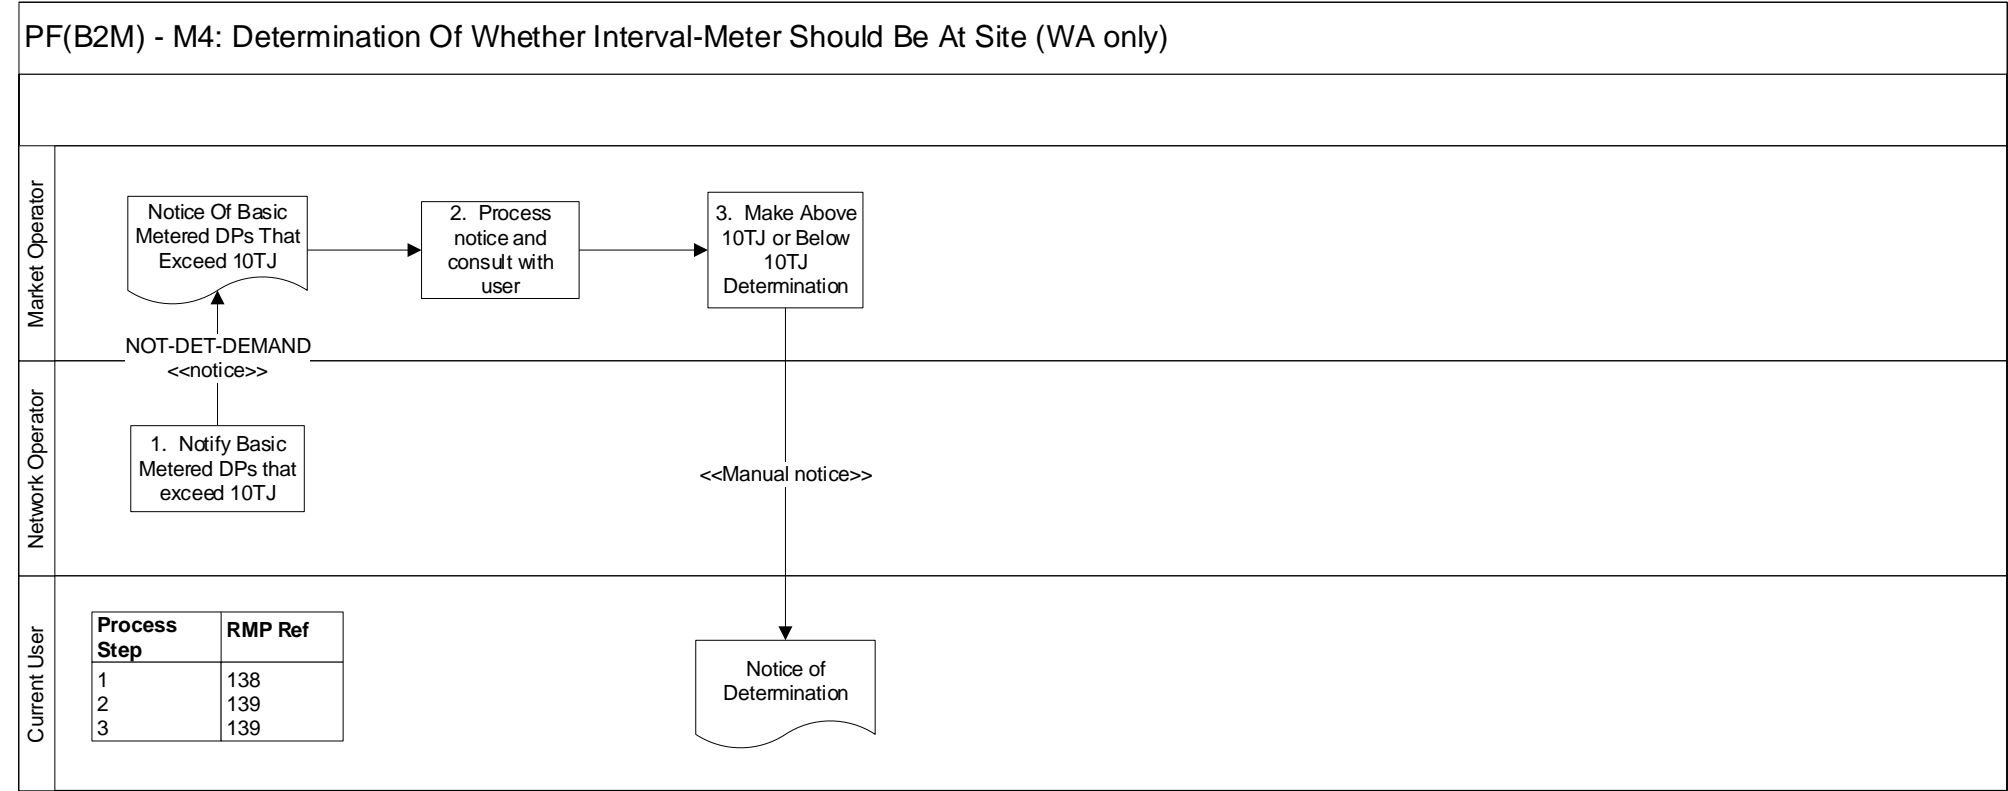 PF(B2M) - M4: Determination Of Whether Interval-Meter Should Be At Site (WA only)
Market Operator
Notice Of Basic
Metered DPs That
Exceed 10TJ
2. Process
notice and
consult with
user
3. Make Above
10TJ or Below
10TJ
Determination
NOT-DET-DEMAND
<<notice>>
Network Operator
1. Notify Basic
Metered DPs that
exceed 10TJ
<<Manual notice>>
Current User
Process
Step
RMP Ref
1 138
2 139
3 139
Notice of
Determination